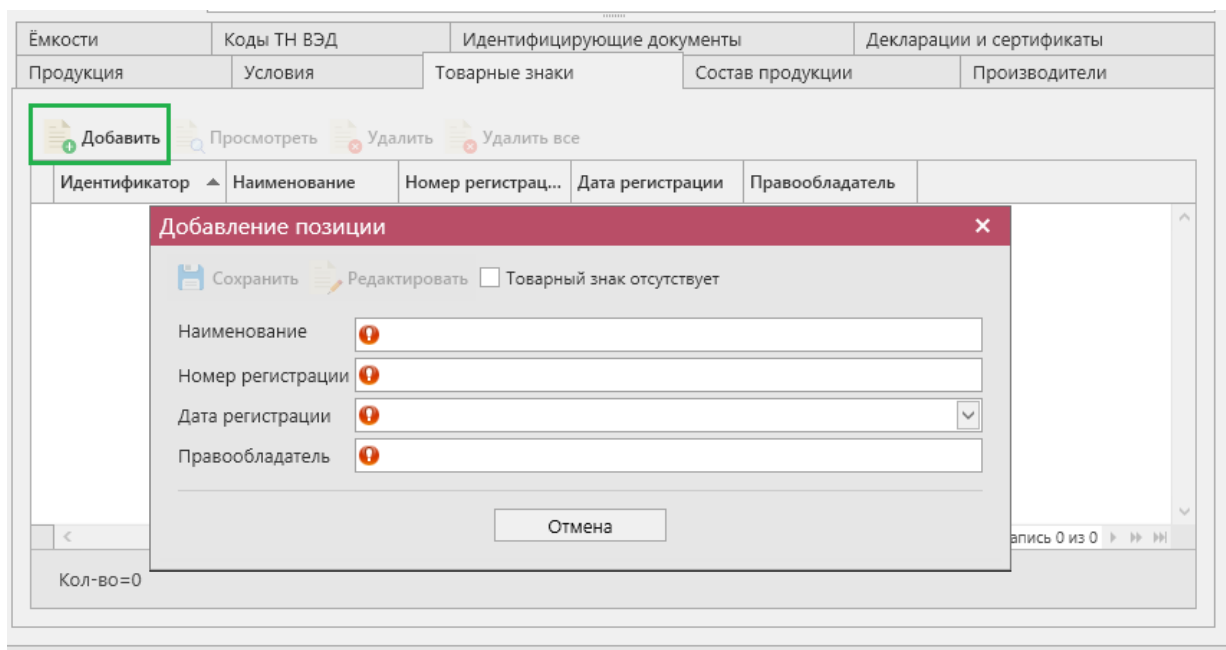 Ёмкости Коды ТН ВЭД Идентифицирующие документы Декларации и сертификаты
Продукция Условия Товарные знаки Состав продукции Производители
Добавить Просмотреть Удалить Удалить все
Идентификатор Наименование Номер регистрац... Дата регистрации Правообладатель
Добавление позиции
Сохранить Редактировать Товарный знак отсутствует
Наименование
Номер регистрации
Дата регистрации
Правообладатель
Отмена
апись 0 из 0
Кол-во=0